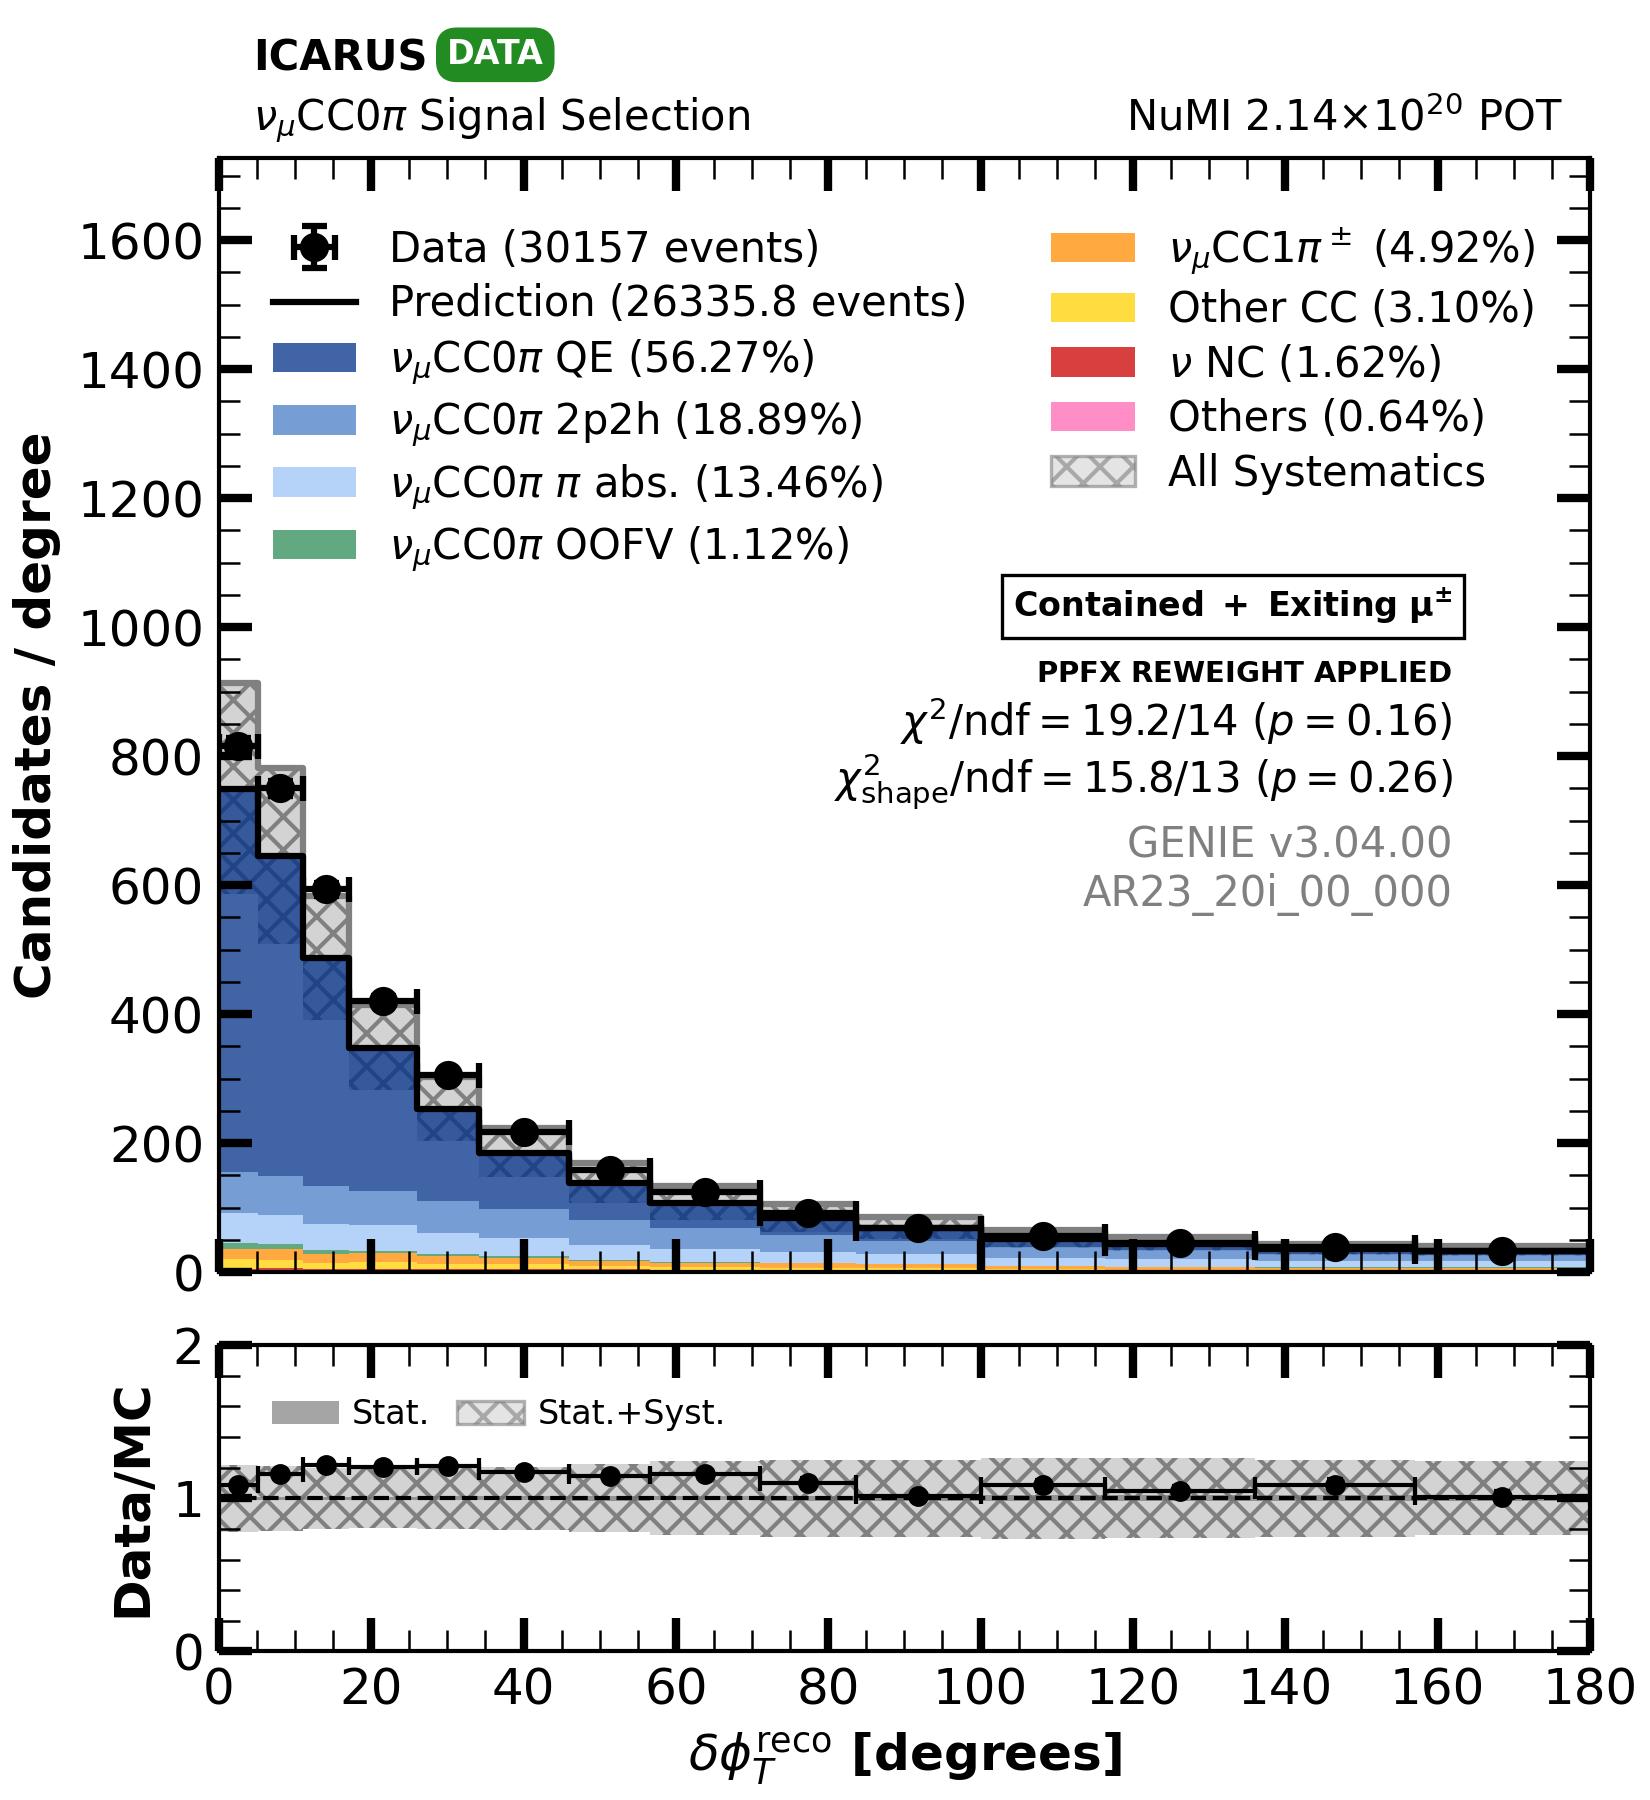 ICARUS DATA
νμCC0π Signal Selection
NuMI 2.14×10²⁰ POT
Candidates / degree
1600
1400
1200
1000
800
600
400
200
0
Data (30157 events)
Prediction (26335.8 events)
νμCC0π QE (56.27%)
νμCC0π 2p2h (18.89%)
νμCC0π π abs. (13.46%)
νμCC0π OOFV (1.12%)
νμCC1π± (4.92%)
Other CC (3.10%)
ν NC (1.62%)
Others (0.64%)
All Systematics
Contained + Exiting μ±
PPFX REWEIGHT APPLIED
χ²/ndf = 19.2/14 (p = 0.16)
χ²shape/ndf = 15.8/13 (p = 0.26)
GENIE v3.04.00
AR23_20i_00_000
Data/MC
2
1
0
Stat. Stat.+Syst.
0 20 40 60 80 100 120 140 160 180
δϕT reco [degrees]